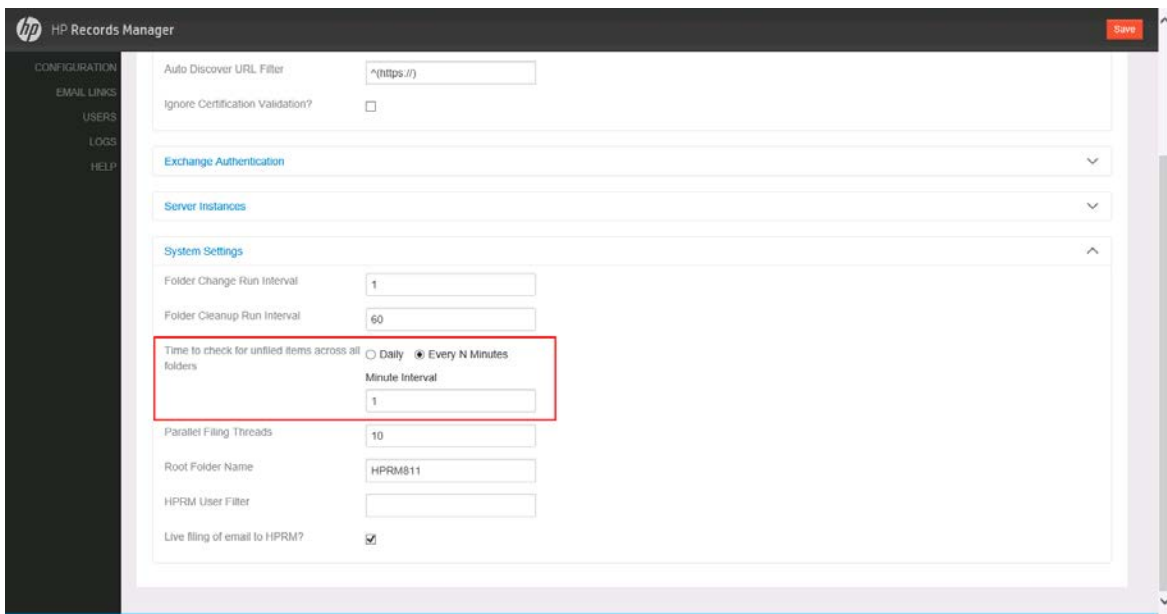 hp HP Records Manager Save
CONFIGURATION
EMAIL LINKS
USERS
LOGS
HELP
Auto Discover URL Filter ^(https://)
Ignore Certification Validation?
Exchange Authentication
Server Instances
System Settings
Folder Change Run Interval 1
Folder Cleanup Run Interval 60
Time to check for unfiled items across all Daily Every N Minutes
folders
Minute Interval
1
Parallel Filing Threads 10
Root Folder Name HPRM811
HPRM User Filter
Live filing of email to HPRM?